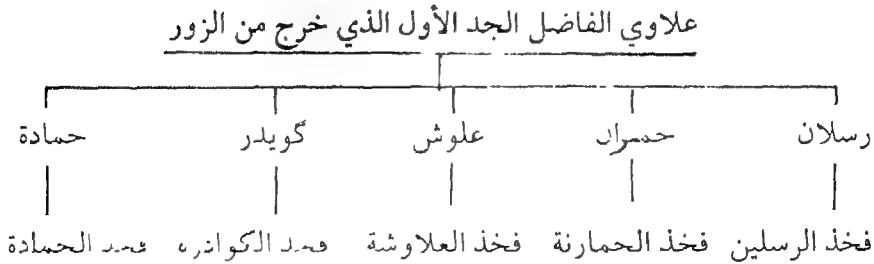 علاوي الفاضل الجد الأول الذي خرج من الزور
رسلان حمران علوش گويدر حمادة
فخذ الرسلين فخذ الحمارنة فخذ العلاوشة فخذ الكوادره فخذ الحمادة